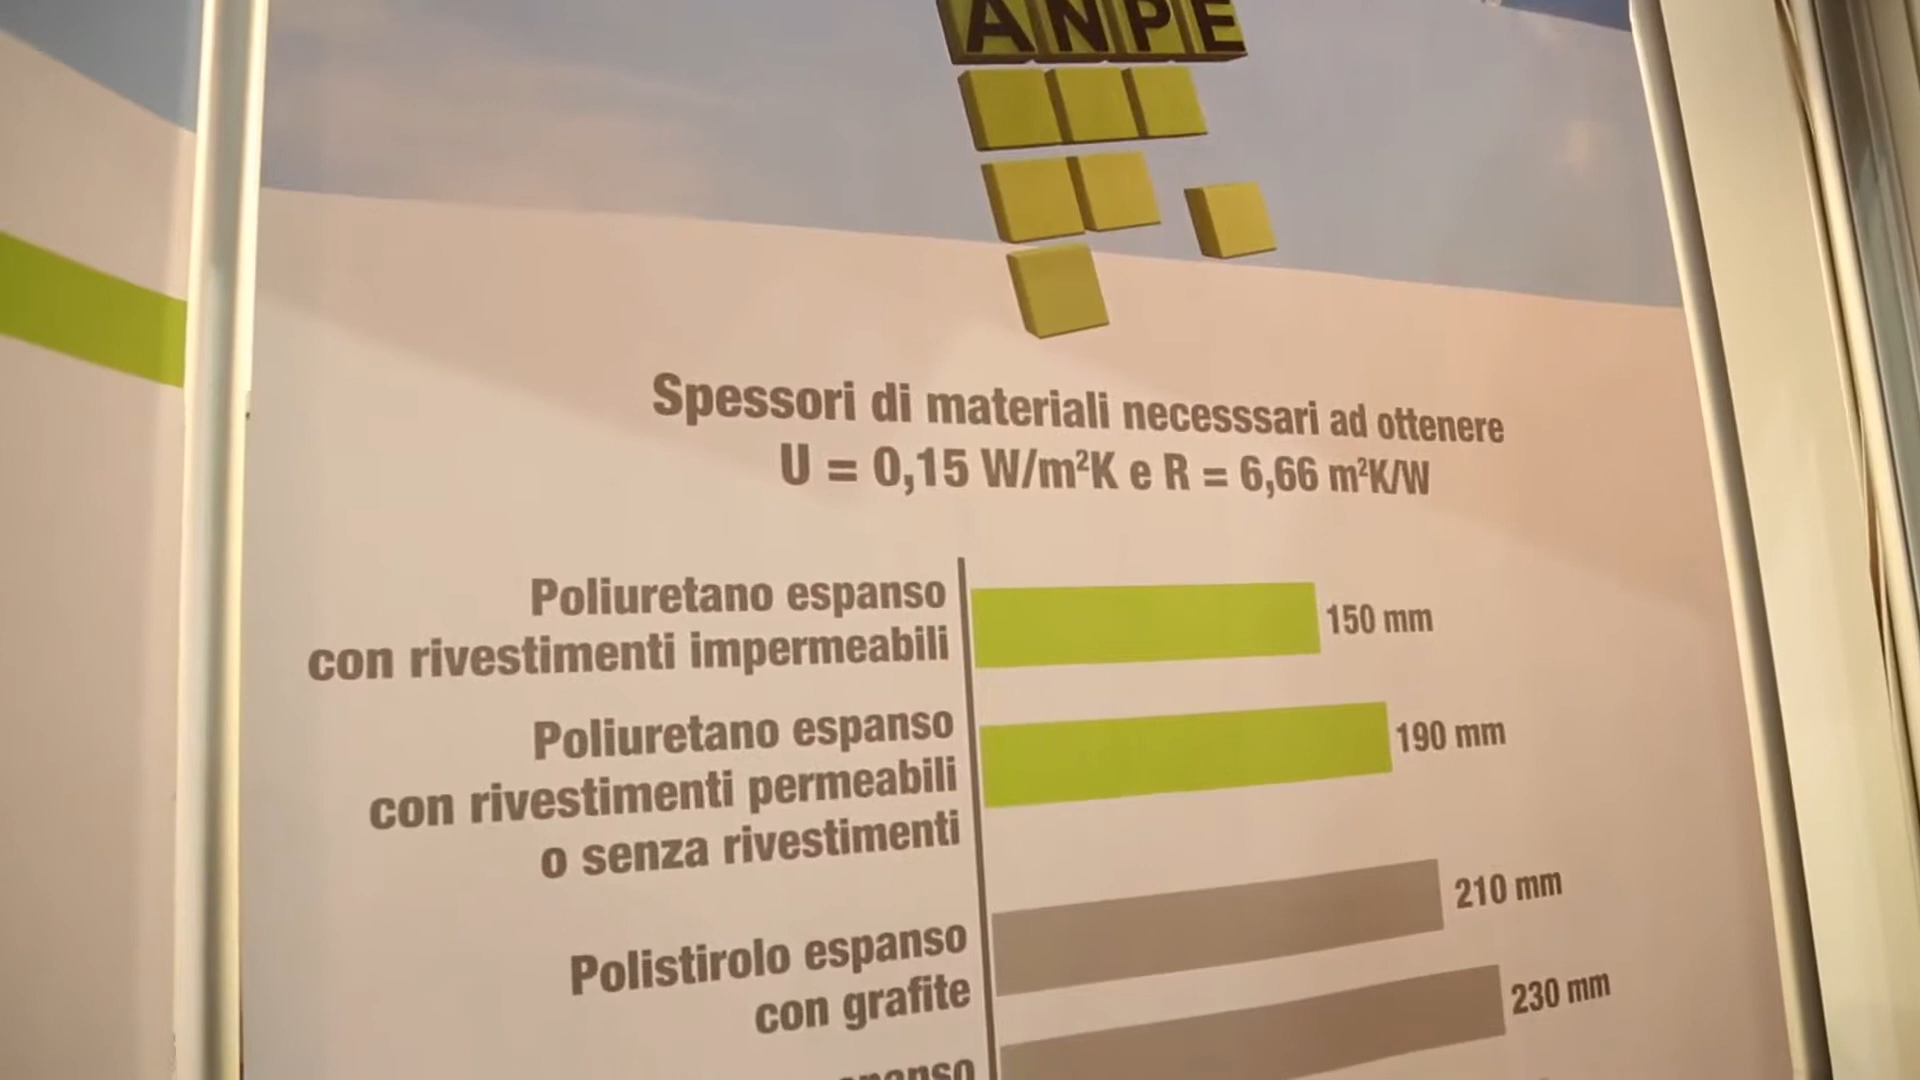 ANPE
Spessori di materiali necesssari ad ottenere
U = 0,15 W/m²K e R = 6,66 m²K/W
Poliuretano espanso
con rivestimenti impermeabili
150 mm
Poliuretano espanso
con rivestimenti permeabili
o senza rivestimenti
190 mm
Polistirolo espanso
con grafite
210 mm
230 mm